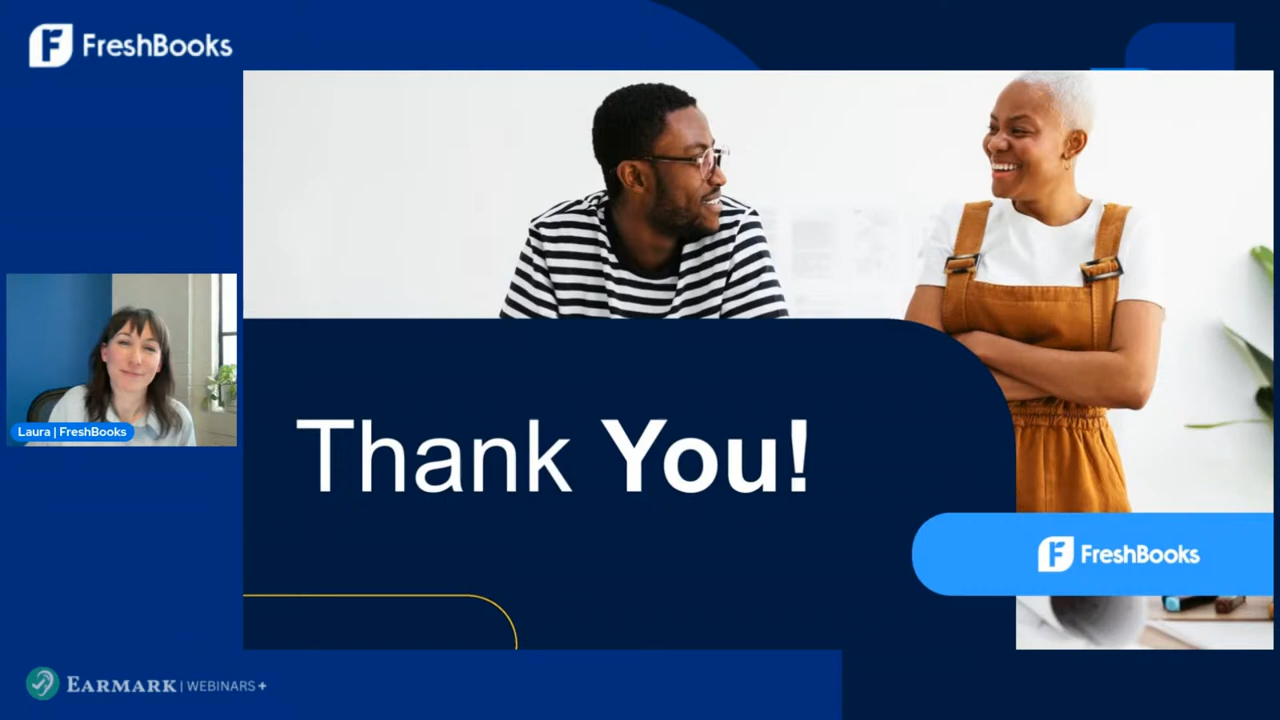 FreshBooks
Laura | FreshBooks
Thank You!
FreshBooks
EARMARK | WEBINARS +